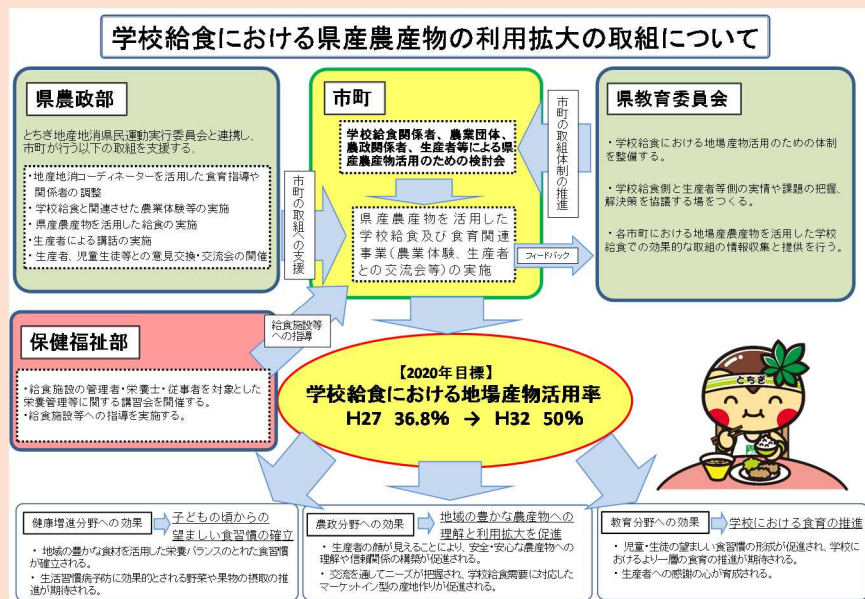 学校給食における県産農産物の利用拡大の取組について
県農政部
とちぎ地産地消県民運動実行委員会と連携し、
市町が行う以下の取組を支援する。
・地産地消コーディネーターを活用した食育指導や
関係者の調整
・学校給食と関連させた農業体験等の実施
・県産農産物を活用した給食の実施
・生産者による講話の実施
・生産者、児童生徒等との意見交換・交流会の開催
市町の取組への支援
市町
学校給食関係者、農業団体、
農政関係者、生産者等による県
産農産物活用のための検討会
県産農産物を活用した
学校給食及び食育関連
事業(農業体験、生産者
との交流会等)の実施
市町の取組体制の推進
フィードバック
県教育委員会
・学校給食における地場産物活用のための体制
を整備する。
・学校給食側と生産者等側の実情や課題の把握、
解決策を協議する場をつくる。
・各市町における地場産農産物を活用した学校
給食での効果的な取組の情報収集と提供を行う。
保健福祉部
・給食施設の管理者・栄養士・従事者を対象とした
栄養管理等に関する講習会を開催する。
・給食施設等への指導を実施する。
給食施設等
への指導
【2020年目標】
学校給食における地場産物活用率
H27 36.8% → H32 50%
とちぎ
健康増進分野への効果
子どもの頃からの
望ましい食習慣の確立
・地域の豊かな食材を活用した栄養バランスのとれた食習慣
が確立される。
・生活習慣病予防に効果的とされる野菜や果物の摂取の推
進が期待される。
農政分野への効果
地域の豊かな農産物への
理解と利用拡大を促進
・生産者の顔が見えることにより、安全・安心な農産物への
理解や信頼関係の構築が促進される。
・交流を通してニーズが把握され、学校給食需要に対応した
マーケットイン型の産地作りが促進される。
教育分野への効果
学校における食育の推進
・児童・生徒の望ましい食習慣の形成が促進され、学校に
おけるより一層の食育の推進が期待される。
・生産者への感謝の心が育成される。